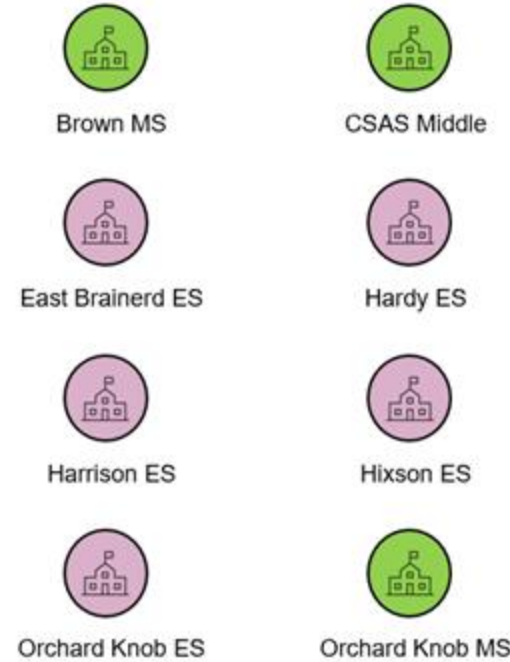 Brown MS
CSAS Middle
East Brainerd ES
Hardy ES
Harrison ES
Hixson ES
Orchard Knob ES
Orchard Knob MS